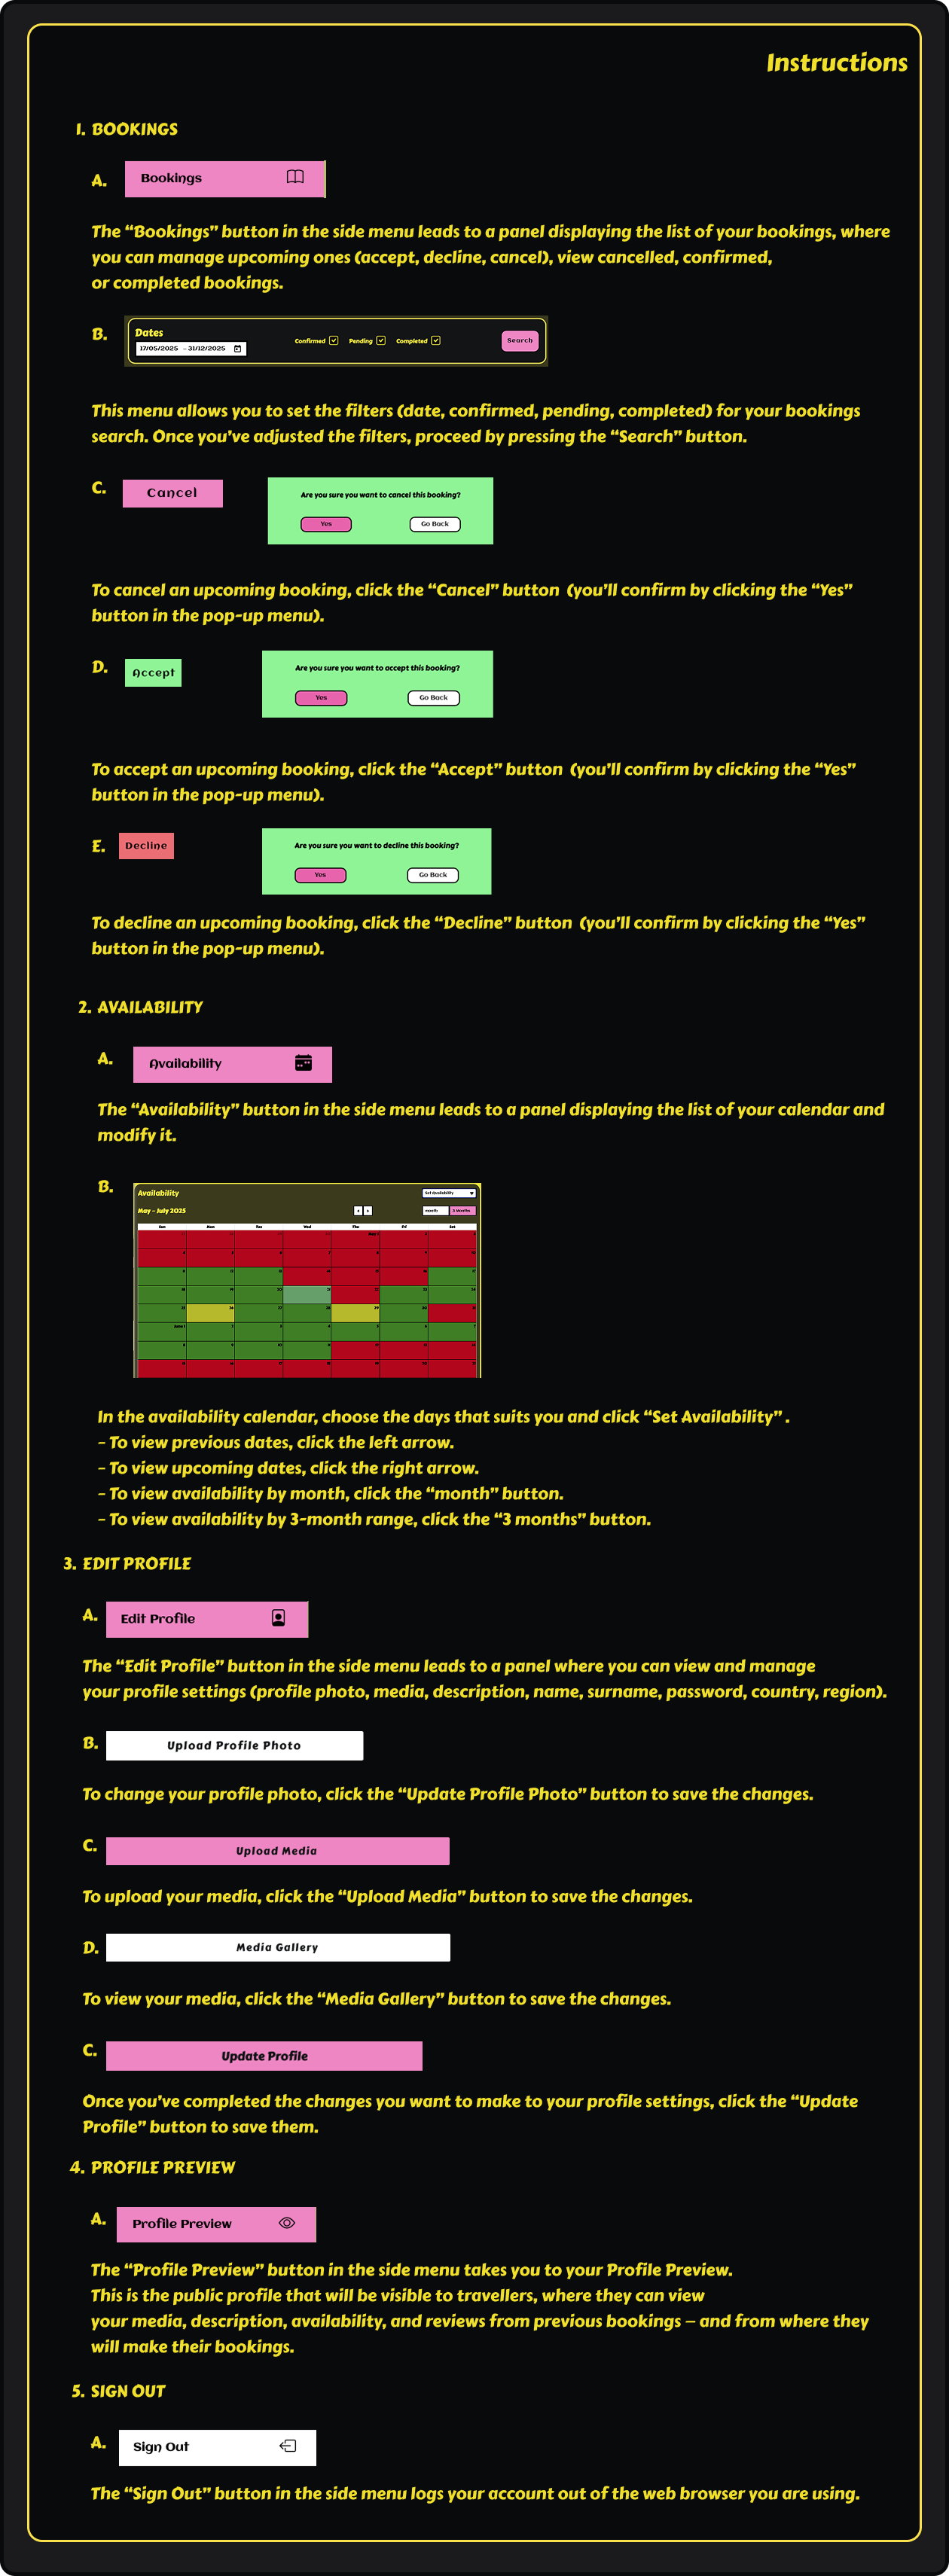 Instructions
1. BOOKINGS
A.
Bookings
The “Bookings” button in the side menu leads to a panel displaying the list of your bookings, where
you can manage upcoming ones (accept, decline, cancel), view cancelled, confirmed,
or completed bookings.
B.
Dates
17/05/2025 - 31/12/2025
Confirmed
Pending
Completed
Search
This menu allows you to set the filters (date, confirmed, pending, completed) for your bookings
search. Once you’ve adjusted the filters, proceed by pressing the “Search” button.
C.
Cancel
Are you sure you want to cancel this booking?
Yes
Go Back
To cancel an upcoming booking, click the “Cancel” button (you’ll confirm by clicking the “Yes”
button in the pop-up menu).
D.
Accept
Are you sure you want to accept this booking?
Yes
Go Back
To accept an upcoming booking, click the “Accept” button (you’ll confirm by clicking the “Yes”
button in the pop-up menu).
E.
Decline
Are you sure you want to decline this booking?
Yes
Go Back
To decline an upcoming booking, click the “Decline” button (you’ll confirm by clicking the “Yes”
button in the pop-up menu).
2. AVAILABILITY
A.
Availability
The “Availability” button in the side menu leads to a panel displaying the list of your calendar and
modify it.
B.
Availability
Set Availability
May – July 2025
month
3 Months
Sun Mon Tue Wed Thu Fri Sat
In the availability calendar, choose the days that suits you and click “Set Availability” .
- To view previous dates, click the left arrow.
- To view upcoming dates, click the right arrow.
- To view availability by month, click the “month” button.
- To view availability by 3-month range, click the “3 months” button.
3. EDIT PROFILE
A.
Edit Profile
The “Edit Profile” button in the side menu leads to a panel where you can view and manage
your profile settings (profile photo, media, description, name, surname, password, country, region).
B.
Upload Profile Photo
To change your profile photo, click the “Update Profile Photo” button to save the changes.
C.
Upload Media
To upload your media, click the “Upload Media” button to save the changes.
D.
Media Gallery
To view your media, click the “Media Gallery” button to save the changes.
C.
Update Profile
Once you’ve completed the changes you want to make to your profile settings, click the “Update
Profile” button to save them.
4. PROFILE PREVIEW
A.
Profile Preview
The “Profile Preview” button in the side menu takes you to your Profile Preview.
This is the public profile that will be visible to travellers, where they can view
your media, description, availability, and reviews from previous bookings — and from where they
will make their bookings.
5. SIGN OUT
A.
Sign Out
The “Sign Out” button in the side menu logs your account out of the web browser you are using.